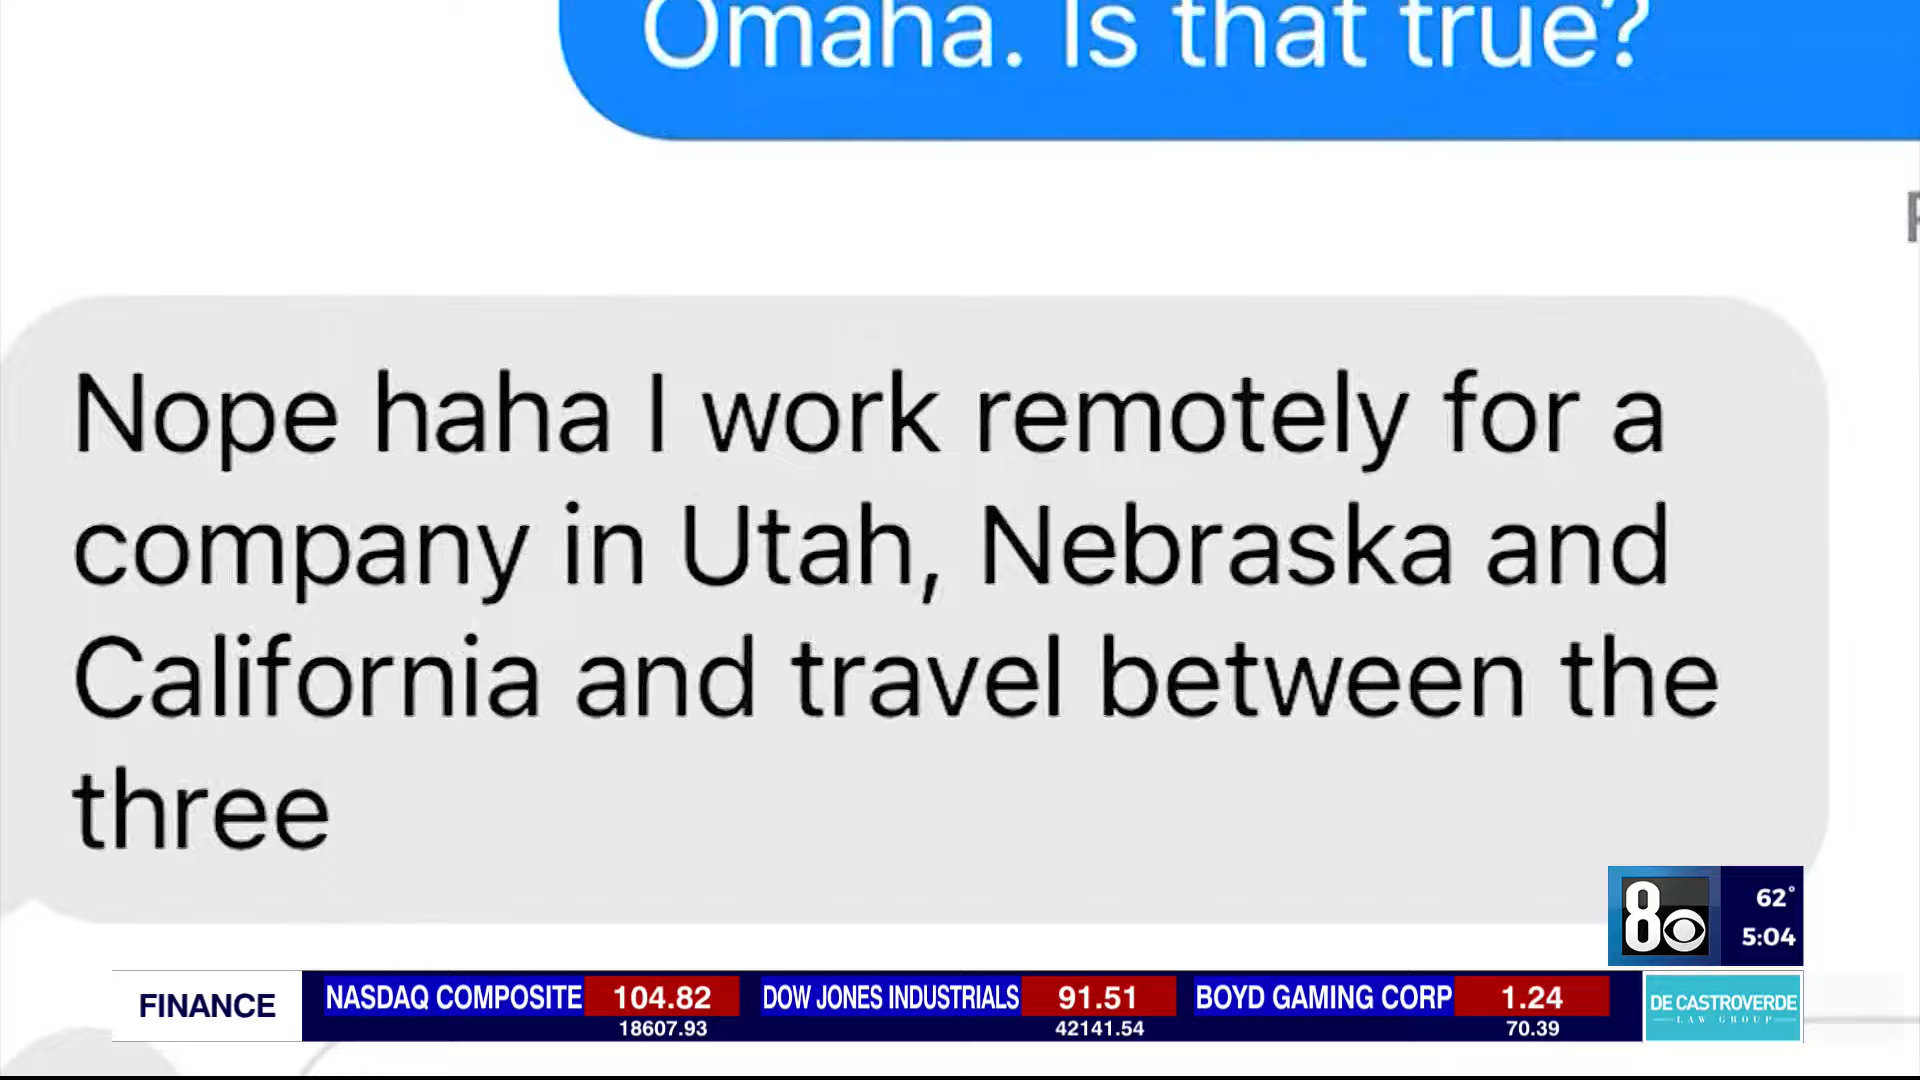 Omaha. Is that true?
Nope haha I work remotely for a
company in Utah, Nebraska and
California and travel between the
three
8
62°
5:04
FINANCE
NASDAQ COMPOSITE 104.82
18607.93
DOW JONES INDUSTRIALS 91.51
42141.54
BOYD GAMING CORP 1.24
70.39
DE CASTROVERDE
LAW GROUP